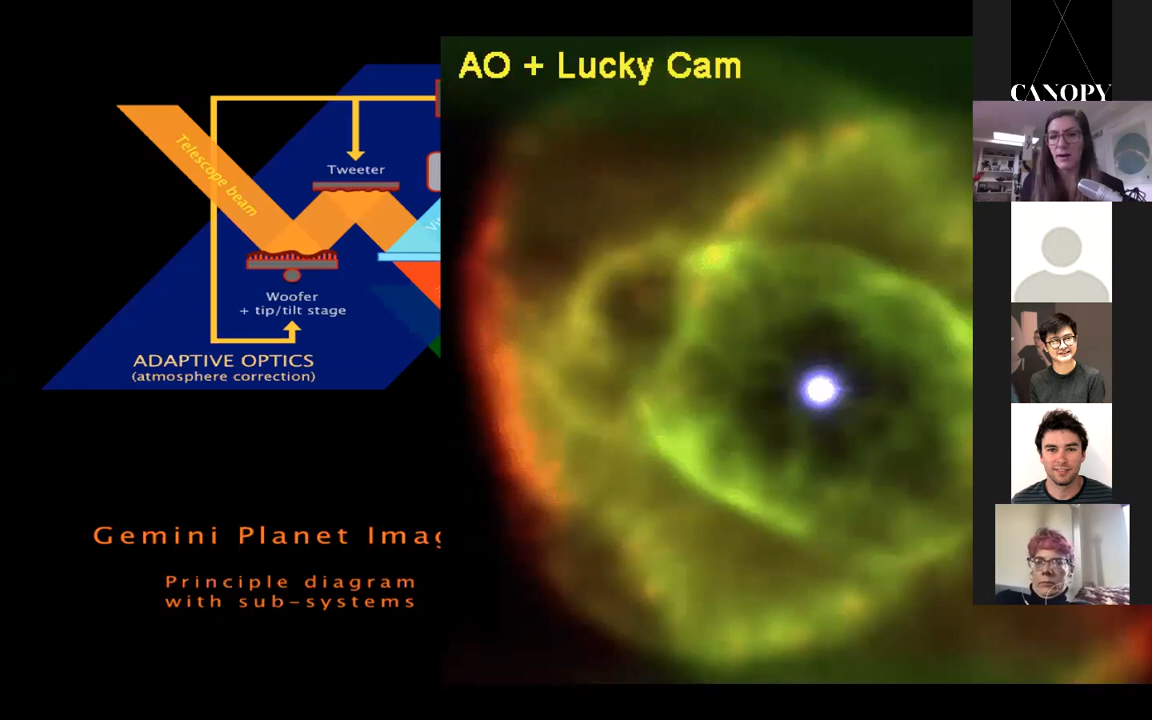 AO + Lucky Cam
CANOPY
Telescope beam
Tweeter
Woofer
+ tip/tilt stage
ADAPTIVE OPTICS
(atmosphere correction)
Gemini Planet Imag
Principle diagram
with sub-systems